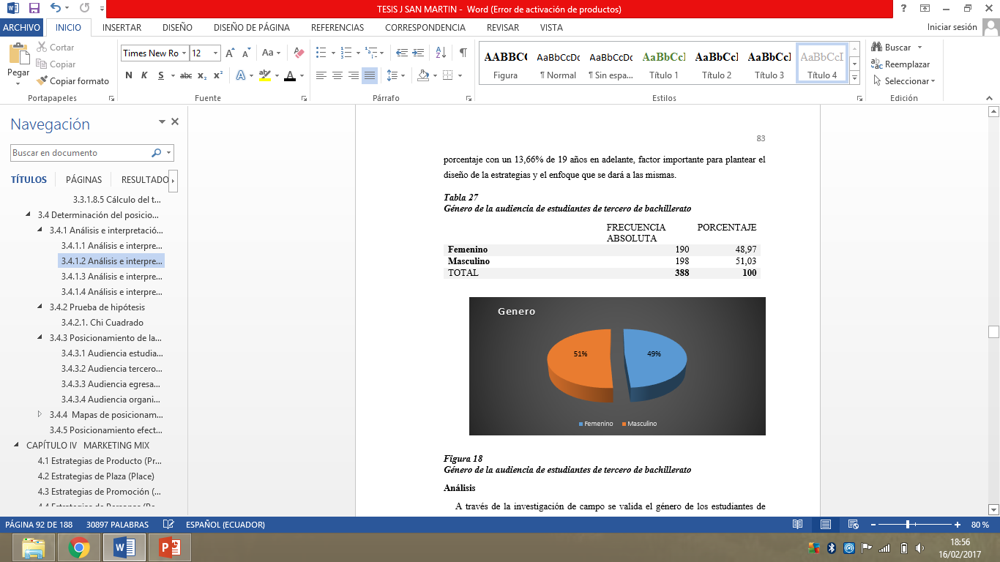 TESIS J SAN MARTIN - Word (Error de activación de productos)
ARCHIVO INICIO INSERTAR DISEÑO DISEÑO DE PÁGINA REFERENCIAS CORRESPONDENCIA REVISAR VISTA Iniciar sesión
Pegar
Cortar
Copiar
Copiar formato
Portapapeles
Times New Ro 12
N K S abc x₂ x²
Fuente
Párrafo
AABBCC AaBbCcDc AaBbCcDc AaBbCcI AaBbCcI AaBbCcI AaBbCcI
Figura ¶ Normal ¶ Sin espa... Título 1 Título 2 Título 3 Título 4
Estilos
Buscar
Reemplazar
Seleccionar
Edición
Navegación
Buscar en documento
TÍTULOS PÁGINAS RESULTADO
3.3.1.8.5 Cálculo del t...
3.4 Determinación del posicio...
3.4.1 Análisis e interpretació...
3.4.1.1 Análisis e interpre...
3.4.1.2 Análisis e interpre...
3.4.1.3 Análisis e interpre...
3.4.1.4 Análisis e interpre...
3.4.2 Prueba de hipótesis
3.4.2.1. Chi Cuadrado
3.4.3 Posicionamiento de la...
3.4.3.1 Audiencia estudia...
3.4.3.2 Audiencia tercero...
3.4.3.3 Audiencia egresa...
3.4.3.4 Audiencia organi...
3.4.4 Mapas de posicionam...
3.4.5 Posicionamiento efect...
CAPÍTULO IV MARKETING MIX
4.1 Estrategias de Producto (Pr...
4.2 Estrategias de Plaza (Place)
4.3 Estrategias de Promoción (...
83
porcentaje con un 13,66% de 19 años en adelante, factor importante para plantear el
diseño de la estrategias y el enfoque que se dará a las mismas.
Tabla 27
Género de la audiencia de estudiantes de tercero de bachillerato
FRECUENCIA PORCENTAJE
ABSOLUTA
Femenino 190 48,97
Masculino 198 51,03
TOTAL 388 100
Genero
51% 49%
Femenino Masculino
Figura 18
Género de la audiencia de estudiantes de tercero de bachillerato
Análisis
A través de la investigación de campo se valida el género de los estudiantes de
PÁGINA 92 DE 188 30897 PALABRAS ESPAÑOL (ECUADOR) 80 %
18:56
16/02/2017